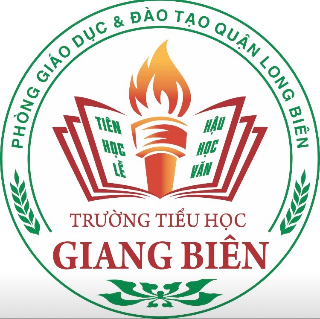 PHÒNG GIÁO DỤC & ĐÀO TẠO QUẬN LONG BIÊN
TIÊN
HỌC
LỄ
HẬU
HỌC
VĂN
TRƯỜNG TIỂU HỌC
GIANG BIÊN